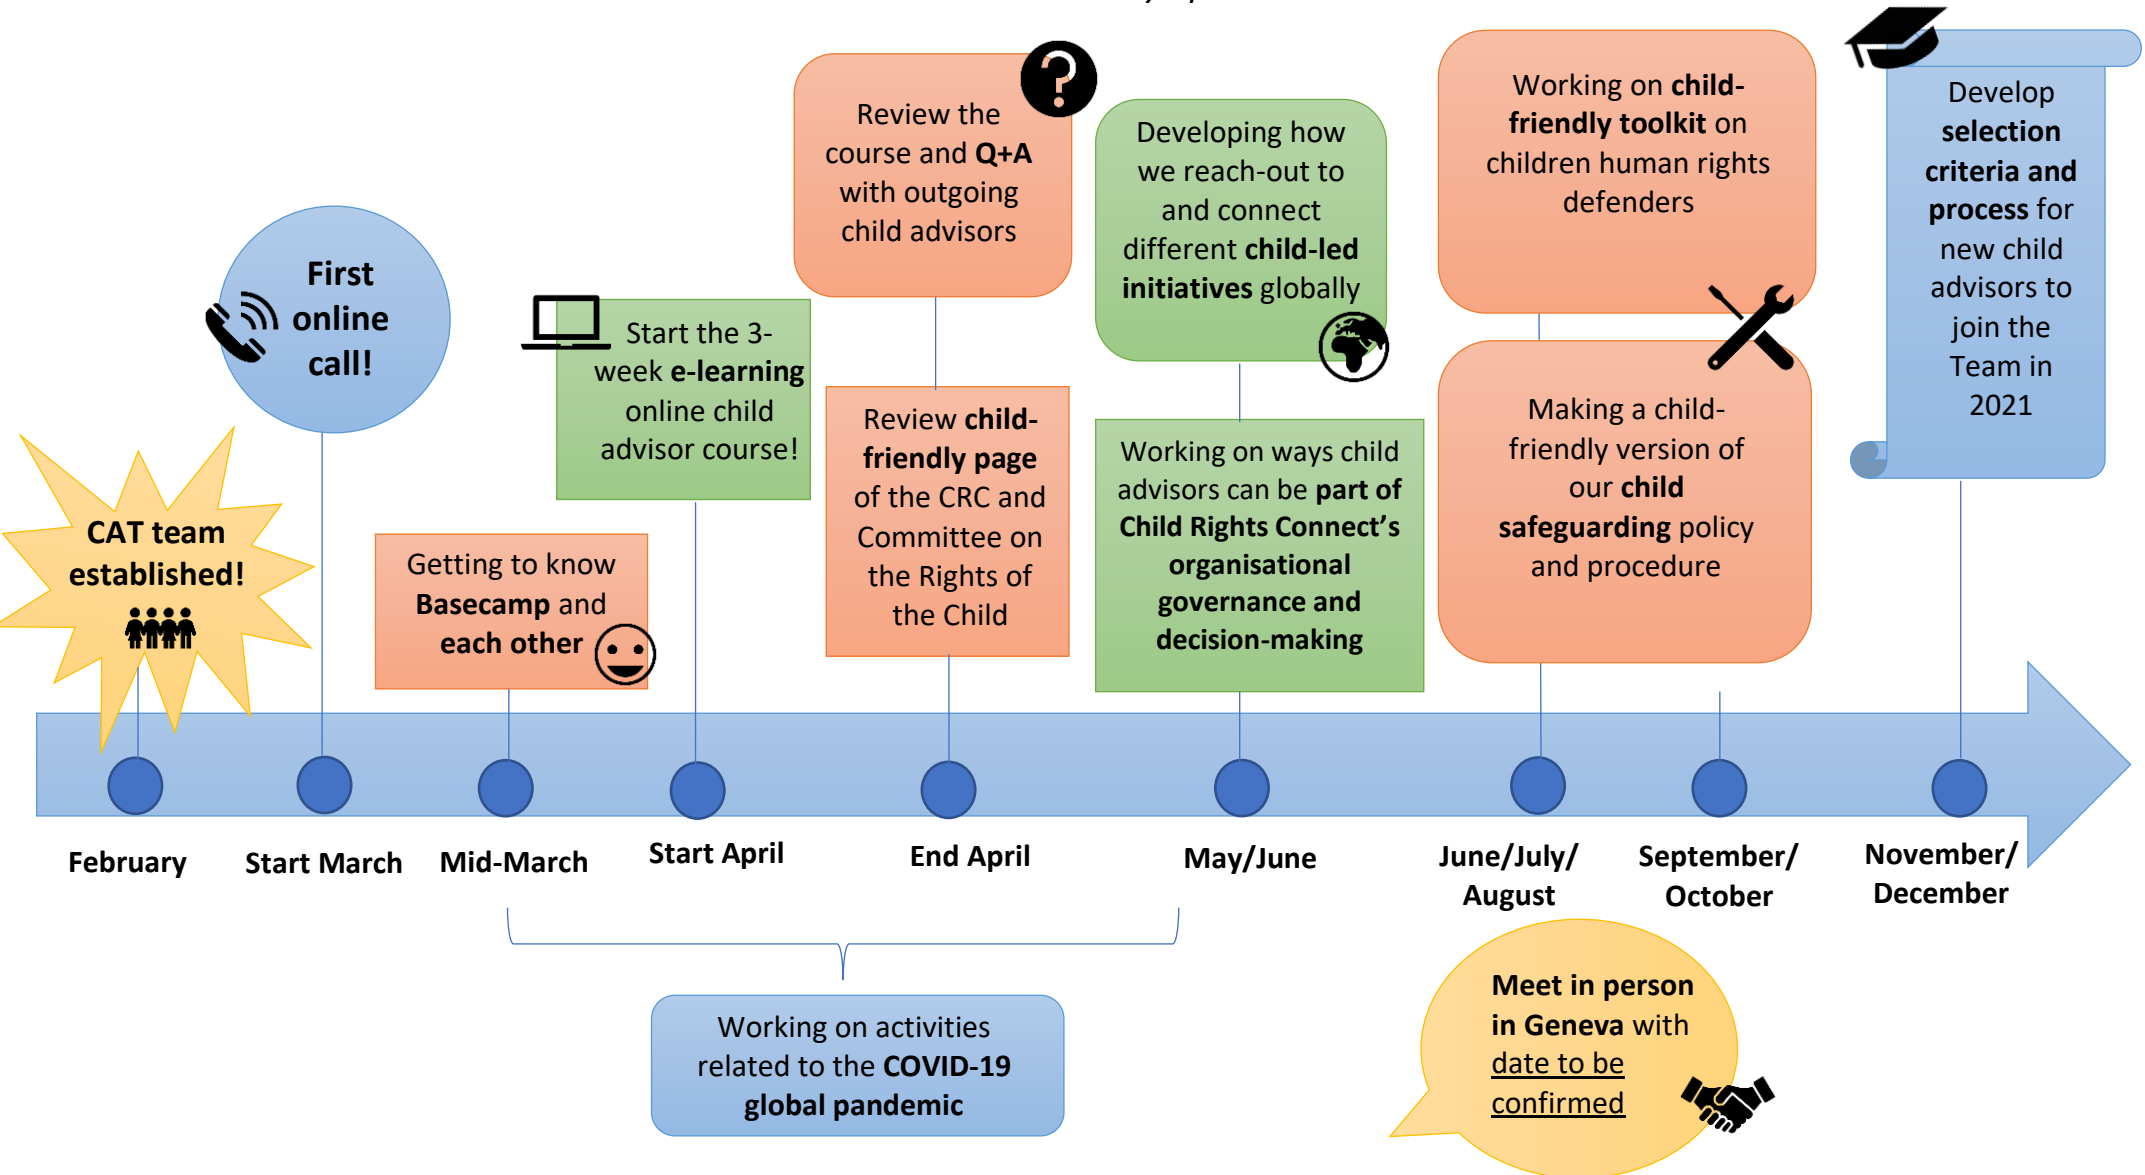 CAT team
established!
First
online
call!
Getting to know
Basecamp and
each other
Start the 3-
week e-learning
online child
advisor course!
Review the
course and Q+A
with outgoing
child advisors
Review child-
friendly page
of the CRC and
Committee on
the Rights of
the Child
Developing how
we reach-out to
and connect
different child-led
initiatives globally
Working on ways child
advisors can be part of
Child Rights Connect’s
organisational
governance and
decision-making
Working on child-
friendly toolkit on
children human rights
defenders
Making a child-
friendly version of
our child
safeguarding policy
and procedure
Develop
selection
criteria and
process for
new child
advisors to
join the
Team in
2021
February
Start March
Mid-March
Start April
End April
May/June
June/July/
August
September/
October
November/
December
Working on activities
related to the COVID-19
global pandemic
Meet in person
in Geneva with
date to be
confirmed